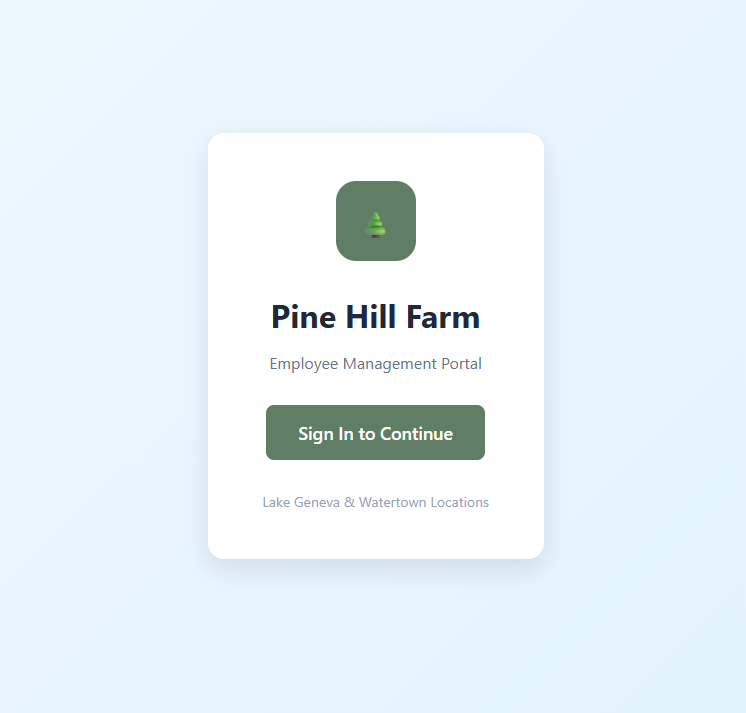 Pine Hill Farm
Employee Management Portal
Sign In to Continue
Lake Geneva & Watertown Locations